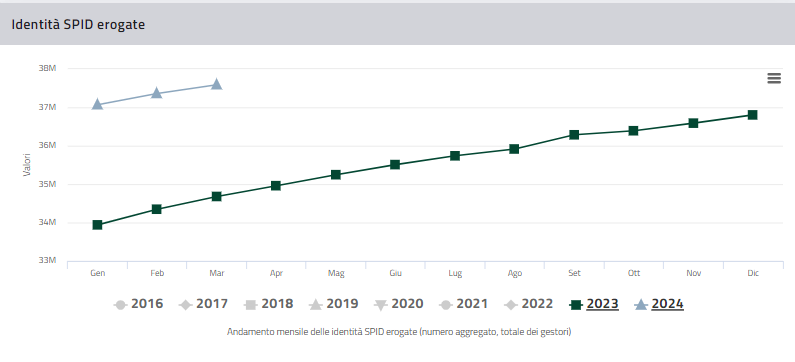 Identità SPID erogate
38M
37M
36M
35M
34M
33M
Valori
Gen Feb Mar Apr Mag Giu Lug Ago Set Ott Nov Dic
2016 2017 2018 2019 2020 2021 2022 2023 2024
Andamento mensile delle identità SPID erogate (numero aggregato, totale dei gestori)